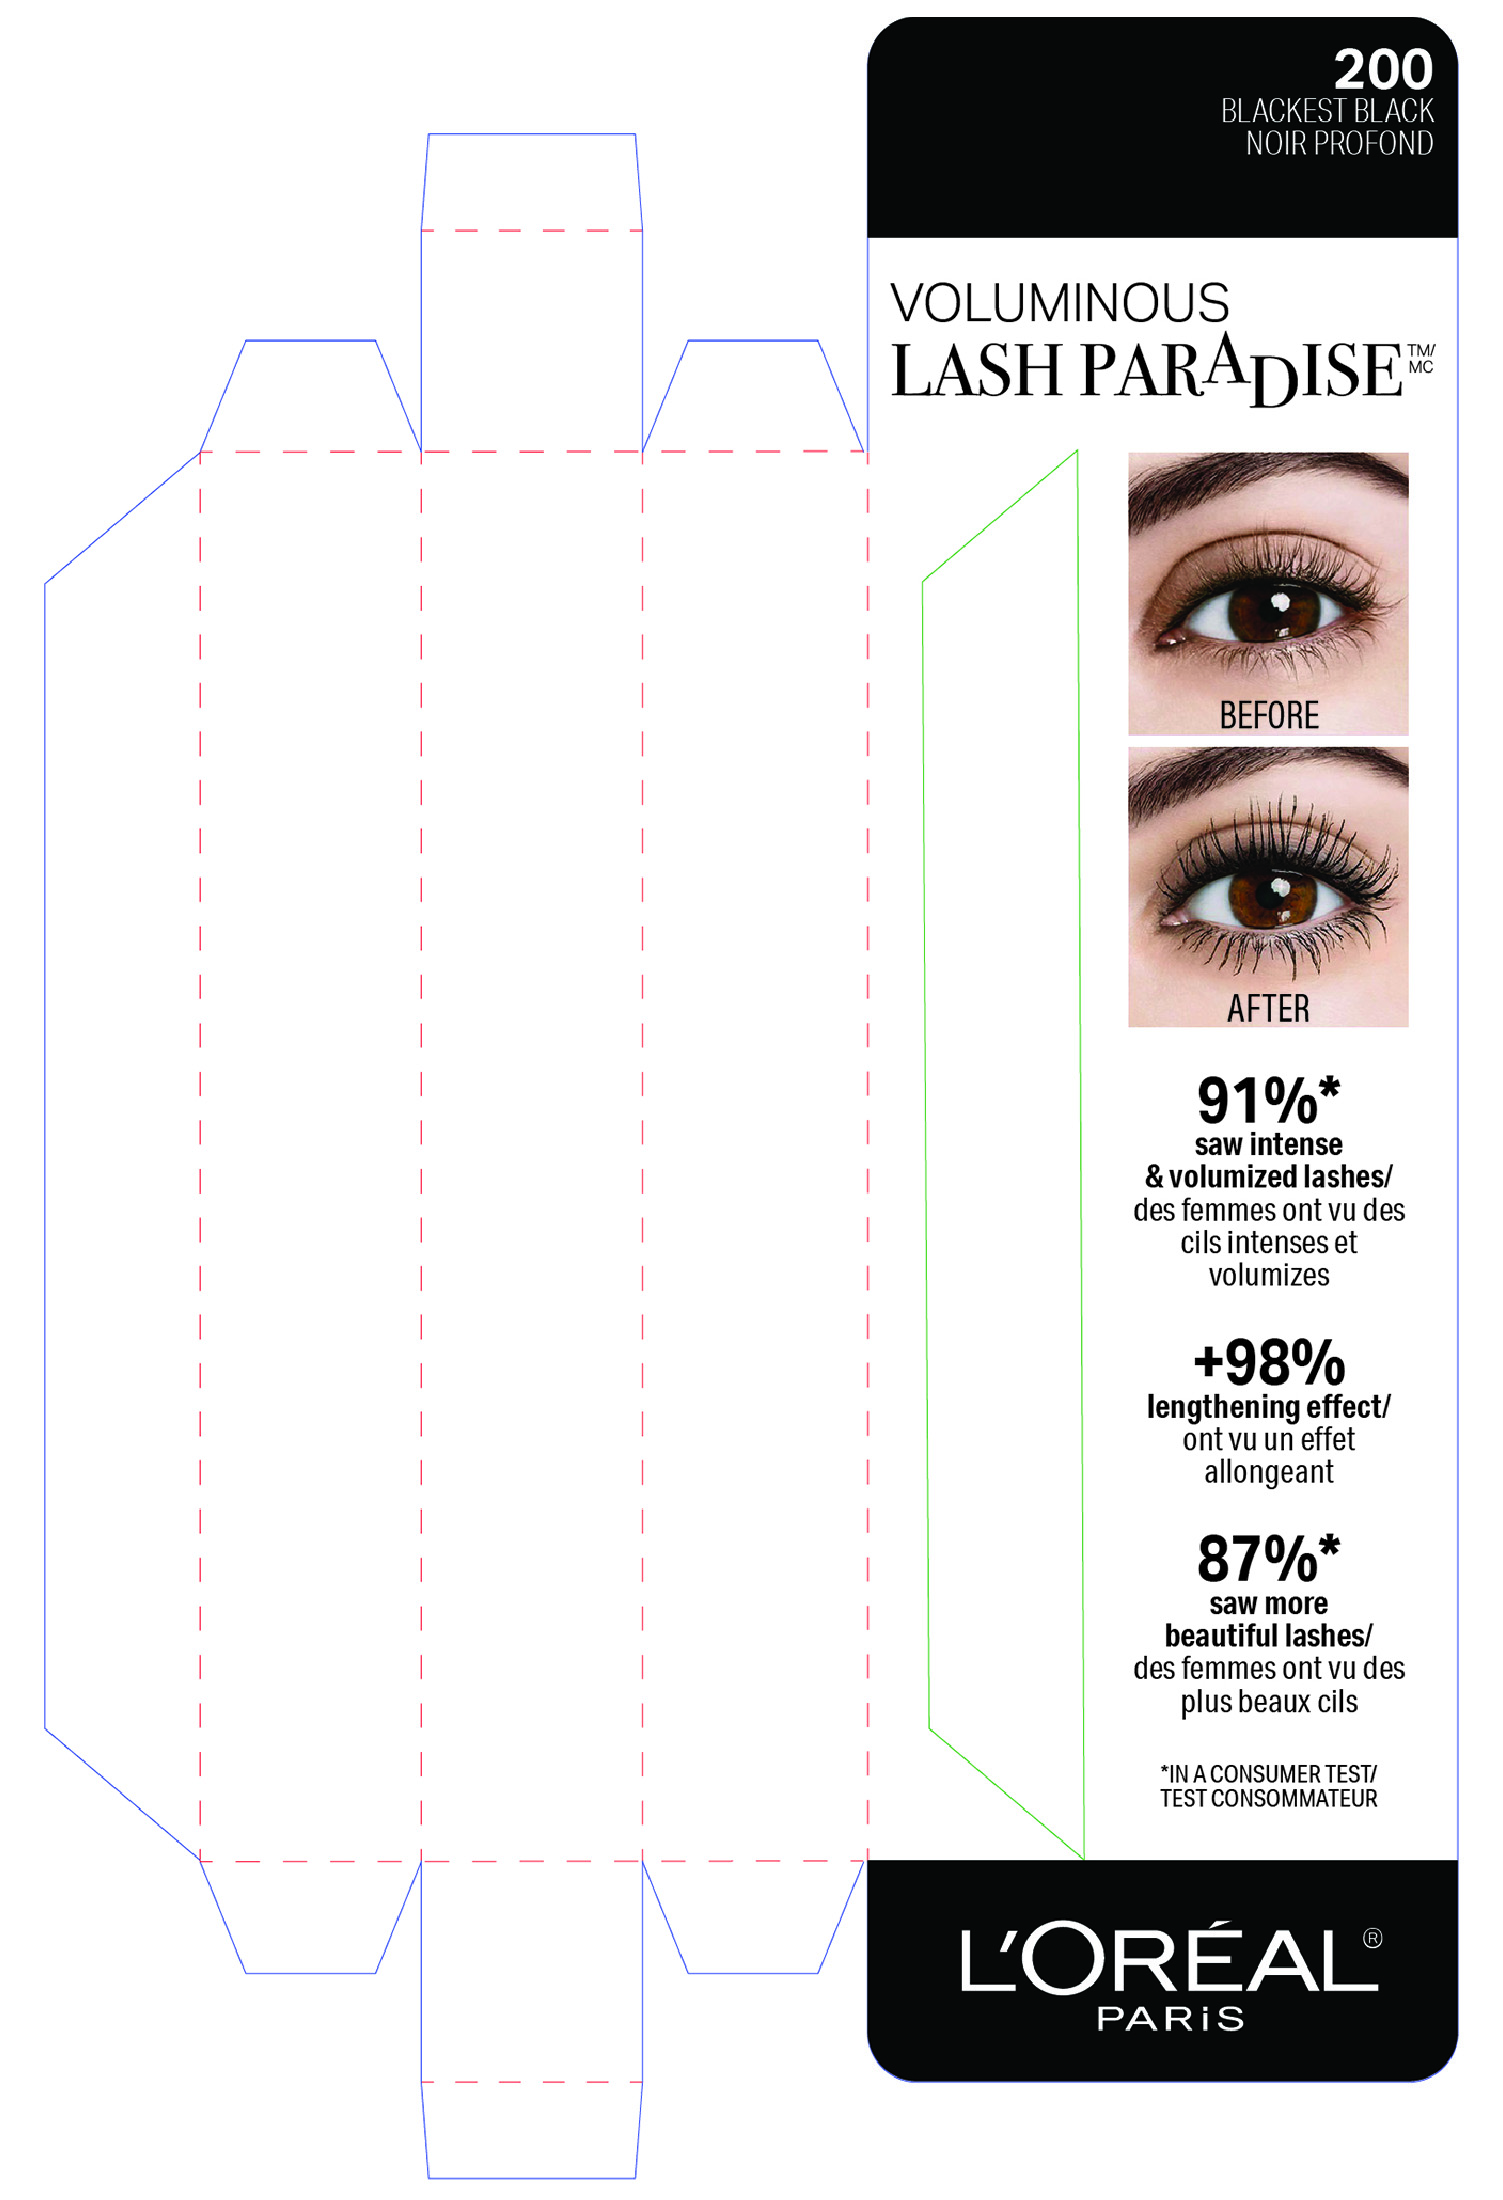 200
BLACKEST BLACK
NOIR PROFOND
VOLUMINOUS
LASH PARADISE™/
MC
BEFORE
AFTER
91%*
saw intense
& volumized lashes/
des femmes ont vu des
cils intenses et
volumizes
+98%
lengthening effect/
ont vu un effet
allongeant
87%*
saw more
beautiful lashes/
des femmes ont vu des
plus beaux cils
*IN A CONSUMER TEST/
TEST CONSOMMATEUR
L'ORÉAL®
PARiS